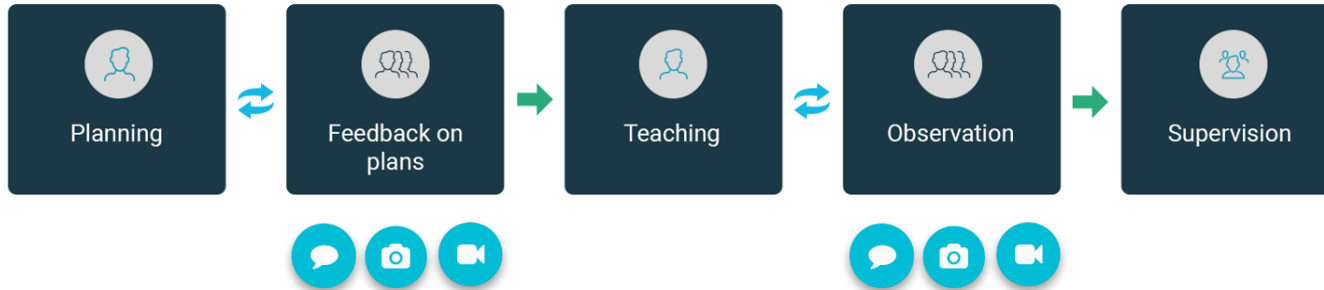 Planning
Feedback on
plans
Teaching
Observation
Supervision